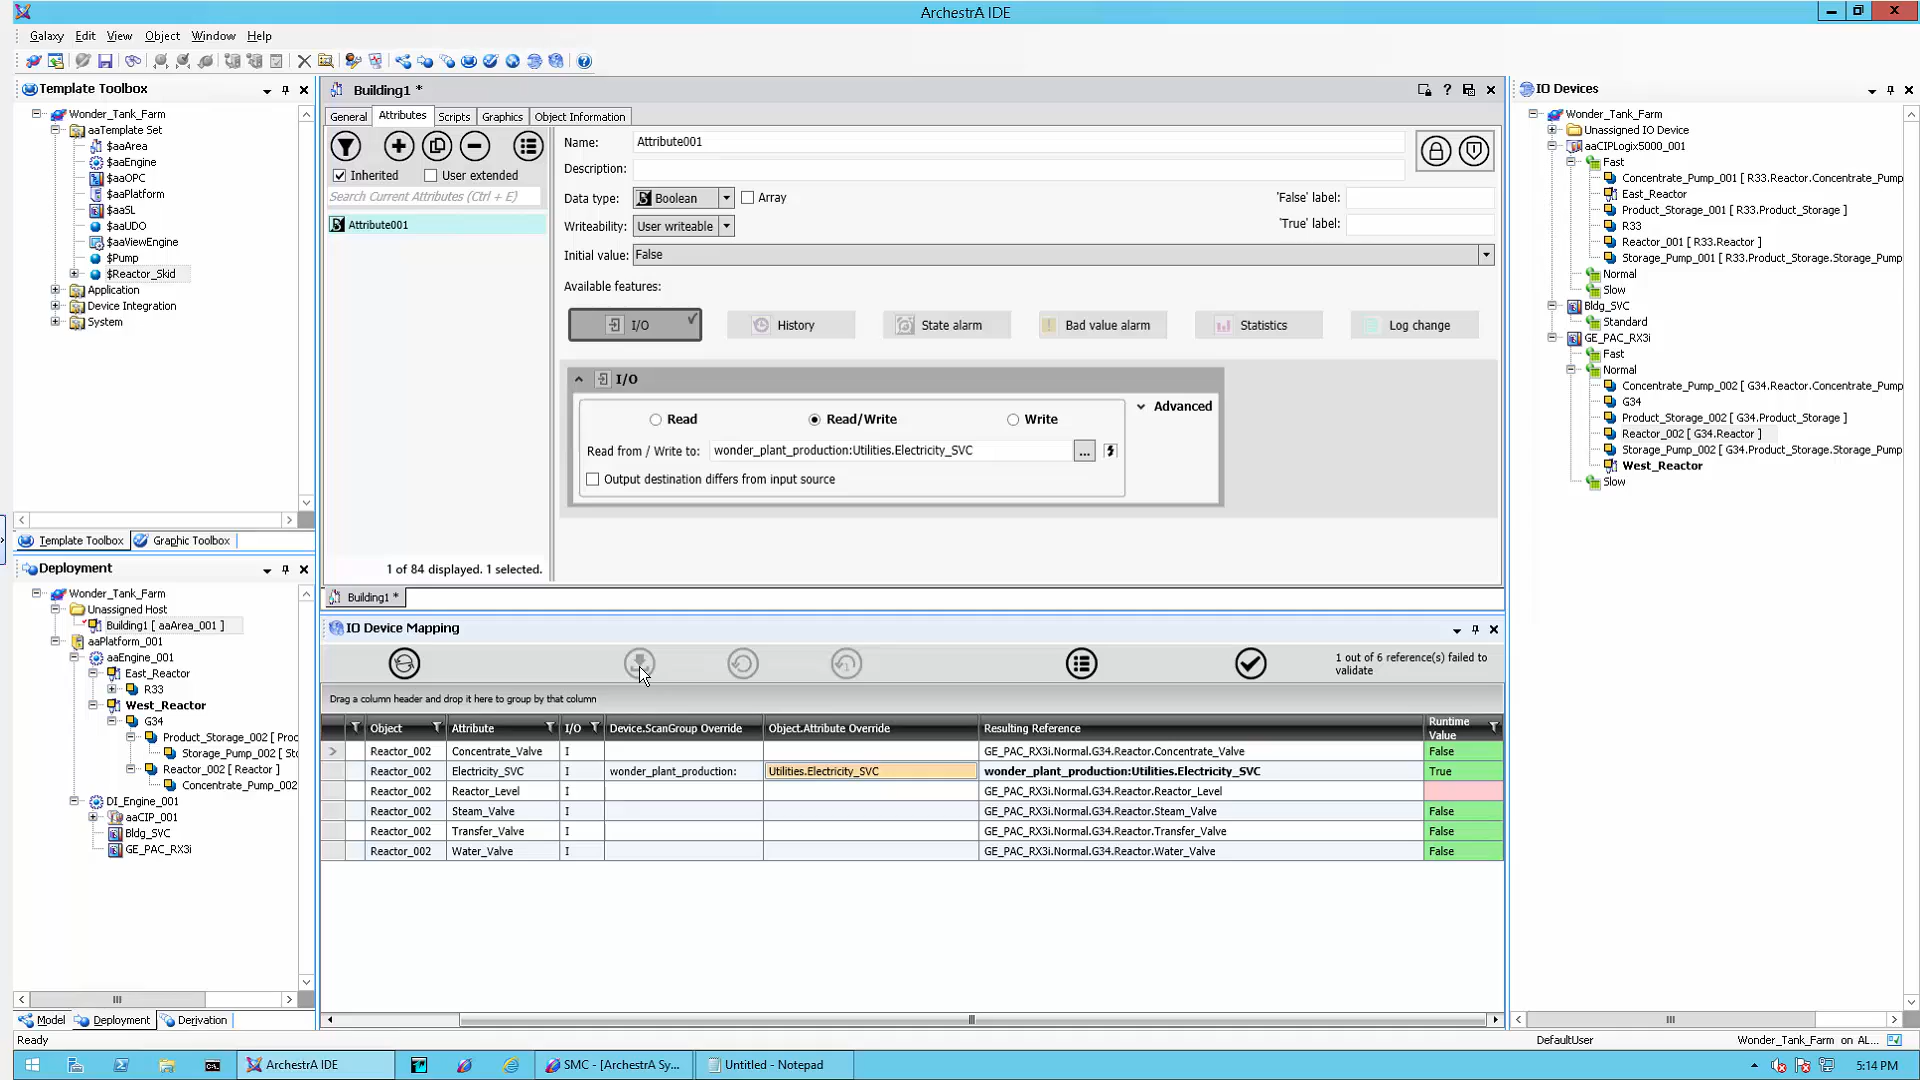 ArchestrA IDE
Galaxy Edit View Object Window Help
Template Toolbox
Wonder_Tank_Farm
aaTemplate Set
$aaArea
$aaEngine
$aaOPC
$aaPlatform
$aaSL
$aaUDO
$aaViewEngine
$Pump
$Reactor_Skid
Application
Device Integration
System
Template Toolbox Graphic Toolbox
Deployment
Wonder_Tank_Farm
Unassigned Host
Building1 [ aaArea_001 ]
aaPlatform_001
aaEngine_001
East_Reactor
R33
West_Reactor
G34
Product_Storage_002 [ Proc
Storage_Pump_002 [ Sto
Reactor_002 [ Reactor ]
Concentrate_Pump_002
DI_Engine_001
aaCIP_001
Bldg_SVC
GE_PAC_RX3i
Model Deployment Derivation
Building1 *
General Attributes Scripts Graphics Object Information
Inherited User extended
Search Current Attributes (Ctrl + E)
Attribute001
1 of 84 displayed. 1 selected.
Name: Attribute001
Description:
Data type: Boolean Array 'False' label:
Writeability: User writeable 'True' label:
Initial value: False
Available features:
I/O History State alarm Bad value alarm Statistics Log change
I/O
Read Read/Write Write Advanced
Read from / Write to: wonder_plant_production:Utilities.Electricity_SVC ...
Output destination differs from input source
Building1 *
IO Device Mapping
1 out of 6 reference(s) failed to validate
Drag a column header and drop it here to group by that column
Object Attribute I/O Device.ScanGroup Override Object.Attribute Override Resulting Reference Runtime Value
Reactor_002 Concentrate_Valve I GE_PAC_RX3i.Normal.G34.Reactor.Concentrate_Valve False
Reactor_002 Electricity_SVC I wonder_plant_production: Utilities.Electricity_SVC wonder_plant_production:Utilities.Electricity_SVC True
Reactor_002 Reactor_Level I GE_PAC_RX3i.Normal.G34.Reactor.Reactor_Level
Reactor_002 Steam_Valve I GE_PAC_RX3i.Normal.G34.Reactor.Steam_Valve False
Reactor_002 Transfer_Valve I GE_PAC_RX3i.Normal.G34.Reactor.Transfer_Valve False
Reactor_002 Water_Valve I GE_PAC_RX3i.Normal.G34.Reactor.Water_Valve False
IO Devices
Wonder_Tank_Farm
Unassigned IO Device
aaCIPLogix5000_001
Fast
Concentrate_Pump_001 [ R33.Reactor.Concentrate_Pump
East_Reactor
Product_Storage_001 [ R33.Product_Storage ]
R33
Reactor_001 [ R33.Reactor ]
Storage_Pump_001 [ R33.Product_Storage.Storage_Pump
Normal
Slow
Bldg_SVC
Standard
GE_PAC_RX3i
Fast
Normal
Concentrate_Pump_002 [ G34.Reactor.Concentrate_Pump
G34
Product_Storage_002 [ G34.Product_Storage ]
Reactor_002 [ G34.Reactor ]
Storage_Pump_002 [ G34.Product_Storage.Storage_Pump
West_Reactor
Slow
Ready DefaultUser Wonder_Tank_Farm on AL...
ArchestrA IDE SMC - [ArchestrA Sy... Untitled - Notepad 5:14 PM